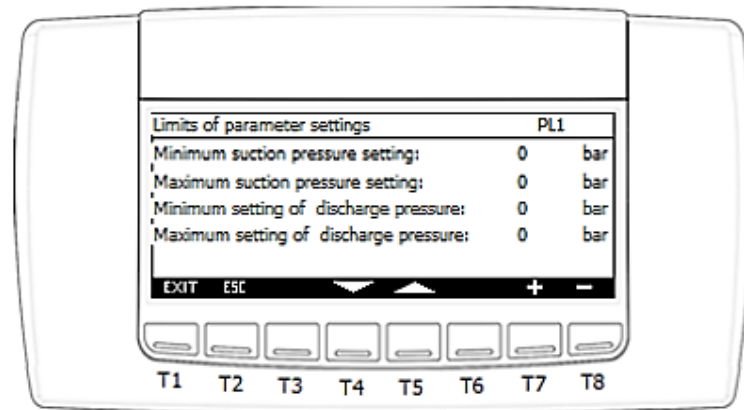 Limits of parameter settings PL1
Minimum suction pressure setting: 0 bar
Maximum suction pressure setting: 0 bar
Minimum setting of discharge pressure: 0 bar
Maximum setting of discharge pressure: 0 bar
EXIT ESC + −
T1 T2 T3 T4 T5 T6 T7 T8